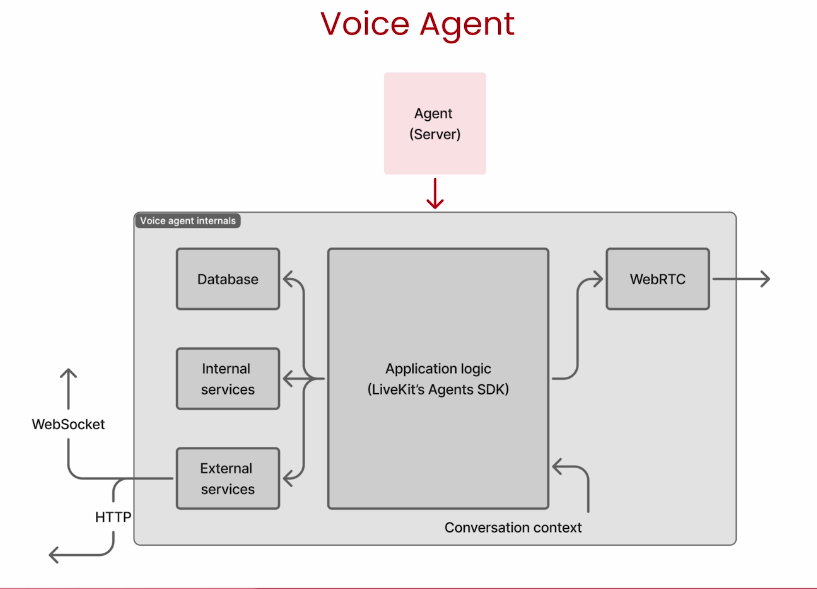 Voice Agent
Agent
(Server)
Voice agent internals
Database
WebRTC
Internal
services
Application logic
(LiveKit's Agents SDK)
WebSocket
External
services
HTTP
Conversation context